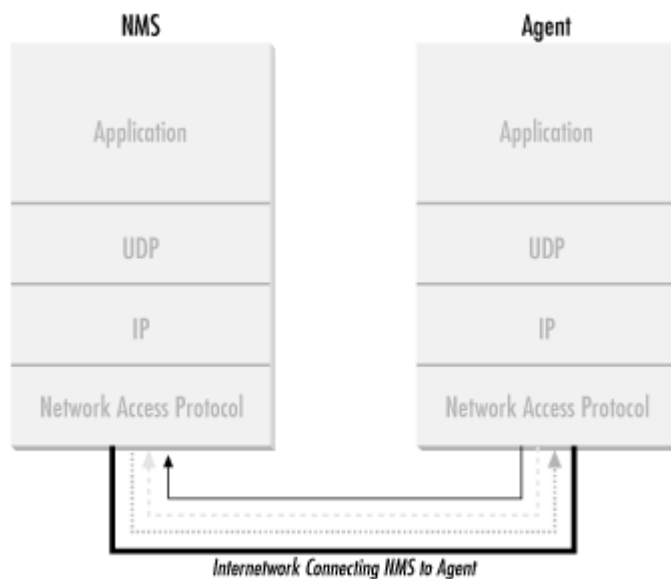 NMS
Agent
Application
Application
UDP
UDP
IP
IP
Network Access Protocol
Network Access Protocol
Internetwork Connecting NMS to Agent